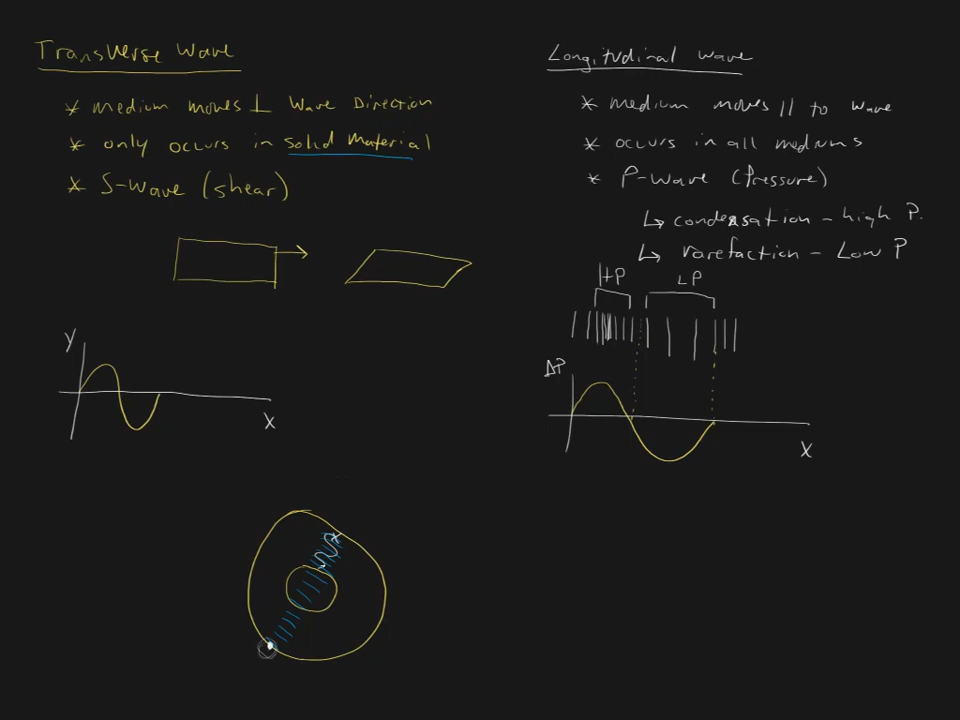 Transverse Wave
* medium moves ⊥ Wave Direction
* only occurs in solid material
* S-Wave (shear)
Y
X
Longitudinal wave
* medium moves // to wave
* occurs in all mediums
* P-Wave (Pressure)
↳ condensation - high P.
↳ rarefaction - Low P
HP
LP
ΔP
X